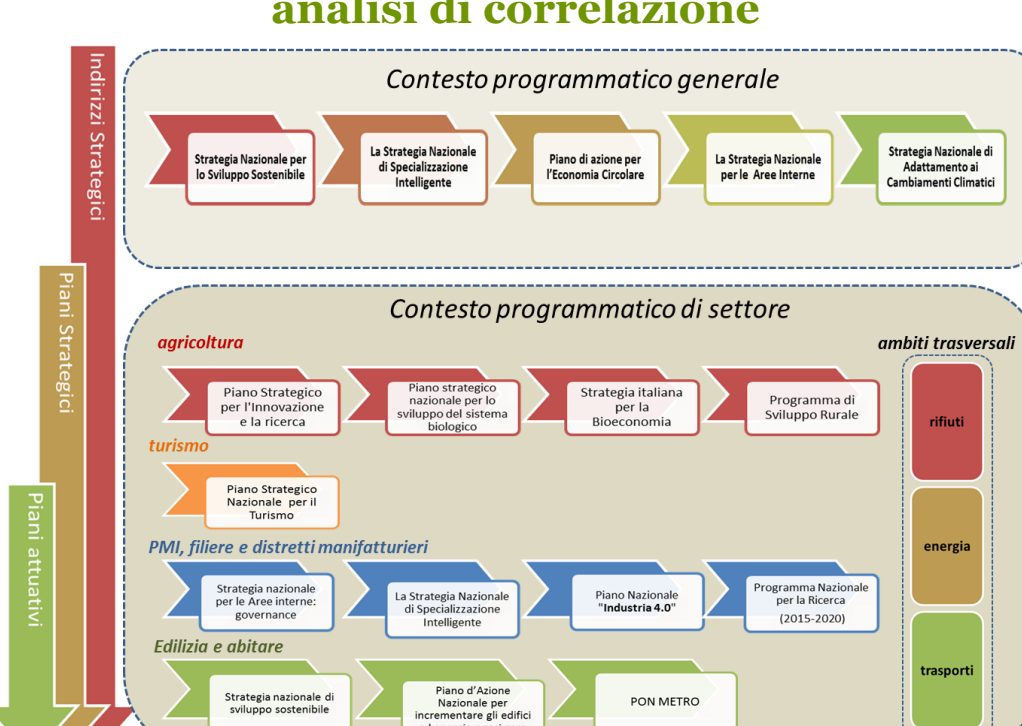 analisi di correlazione
Indirizzi Strategici
Piani Strategici
Piani attuativi
Contesto programmatico generale
Strategia Nazionale per
lo Sviluppo Sostenibile
La Strategia Nazionale
di Specializzazione
Intelligente
Piano di azione per
l'Economia Circolare
La Strategia Nazionale
per le Aree Interne
Strategia Nazionale di
Adattamento ai
Cambiamenti Climatici
Contesto programmatico di settore
agricoltura
Piano Strategico
per l'Innovazione
e la ricerca
Piano strategico
nazionale per lo
sviluppo del sistema
biologico
Strategia italiana
per la
Bioeconomia
Programma di
Sviluppo Rurale
turismo
Piano Strategico
Nazionale per il
Turismo
PMI, filiere e distretti manifatturieri
Strategia nazionale
per le Aree interne:
governance
La Strategia Nazionale
di Specializzazione
Intelligente
Piano Nazionale
"Industria 4.0"
Programma Nazionale
per la Ricerca
(2015-2020)
Edilizia e abitare
Strategia nazionale di
sviluppo sostenibile
Piano d'Azione
Nazionale per
incrementare gli edifici
PON METRO
ambiti trasversali
rifiuti
energia
trasporti